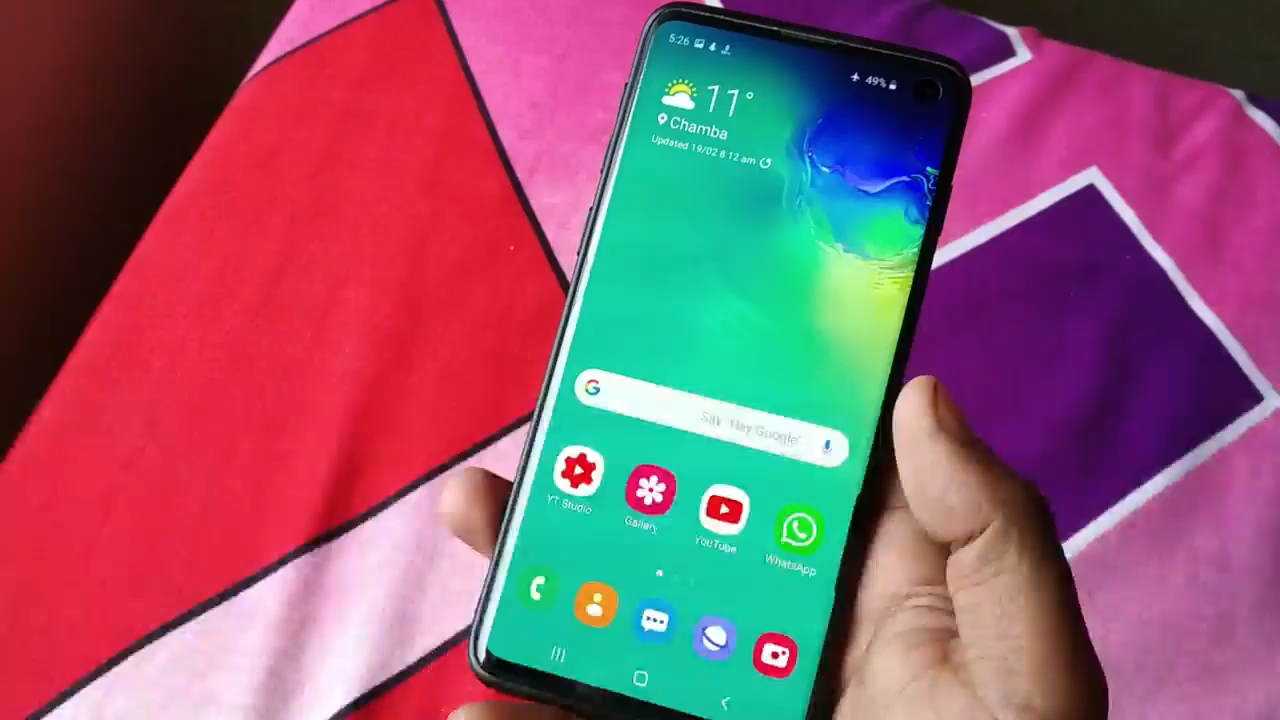 5:26
49%
11°
Chamba
Updated 19/02 8:12 am
G
Say "Hey Google"
YT Studio
Gallery
YouTube
WhatsApp